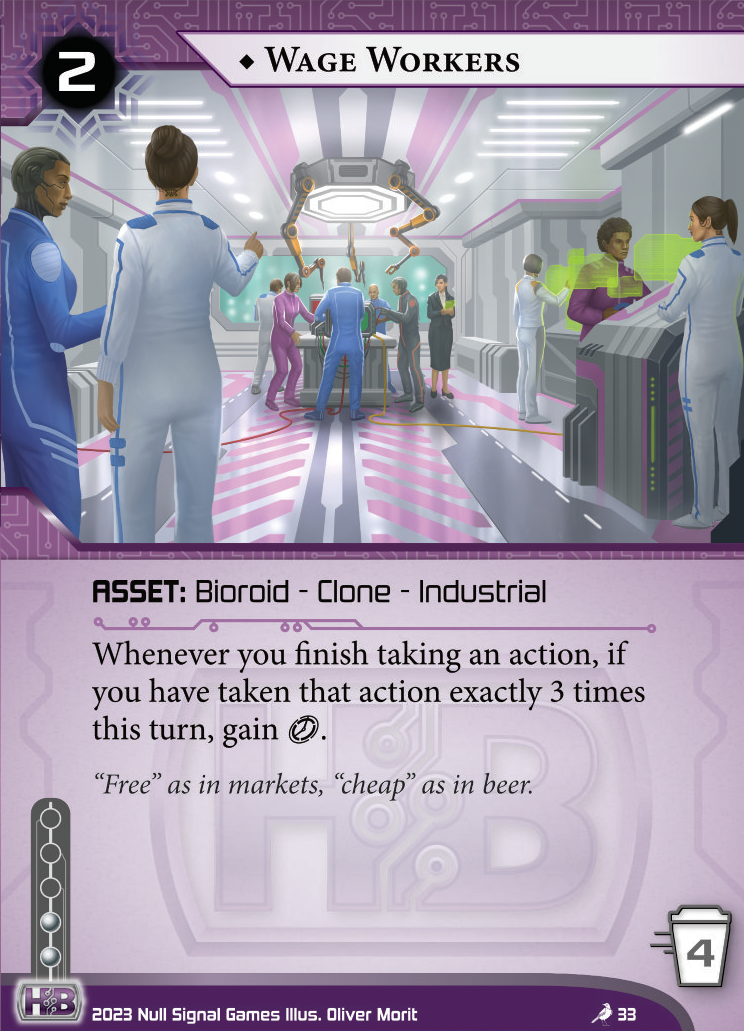 2
◆ Wage Workers
ASSET: Bioroid - Clone - Industrial
Whenever you finish taking an action, if
you have taken that action exactly 3 times
this turn, gain .
“Free” as in markets, “cheap” as in beer.
4
HB
2023 Null Signal Games Illus. Oliver Morit
33